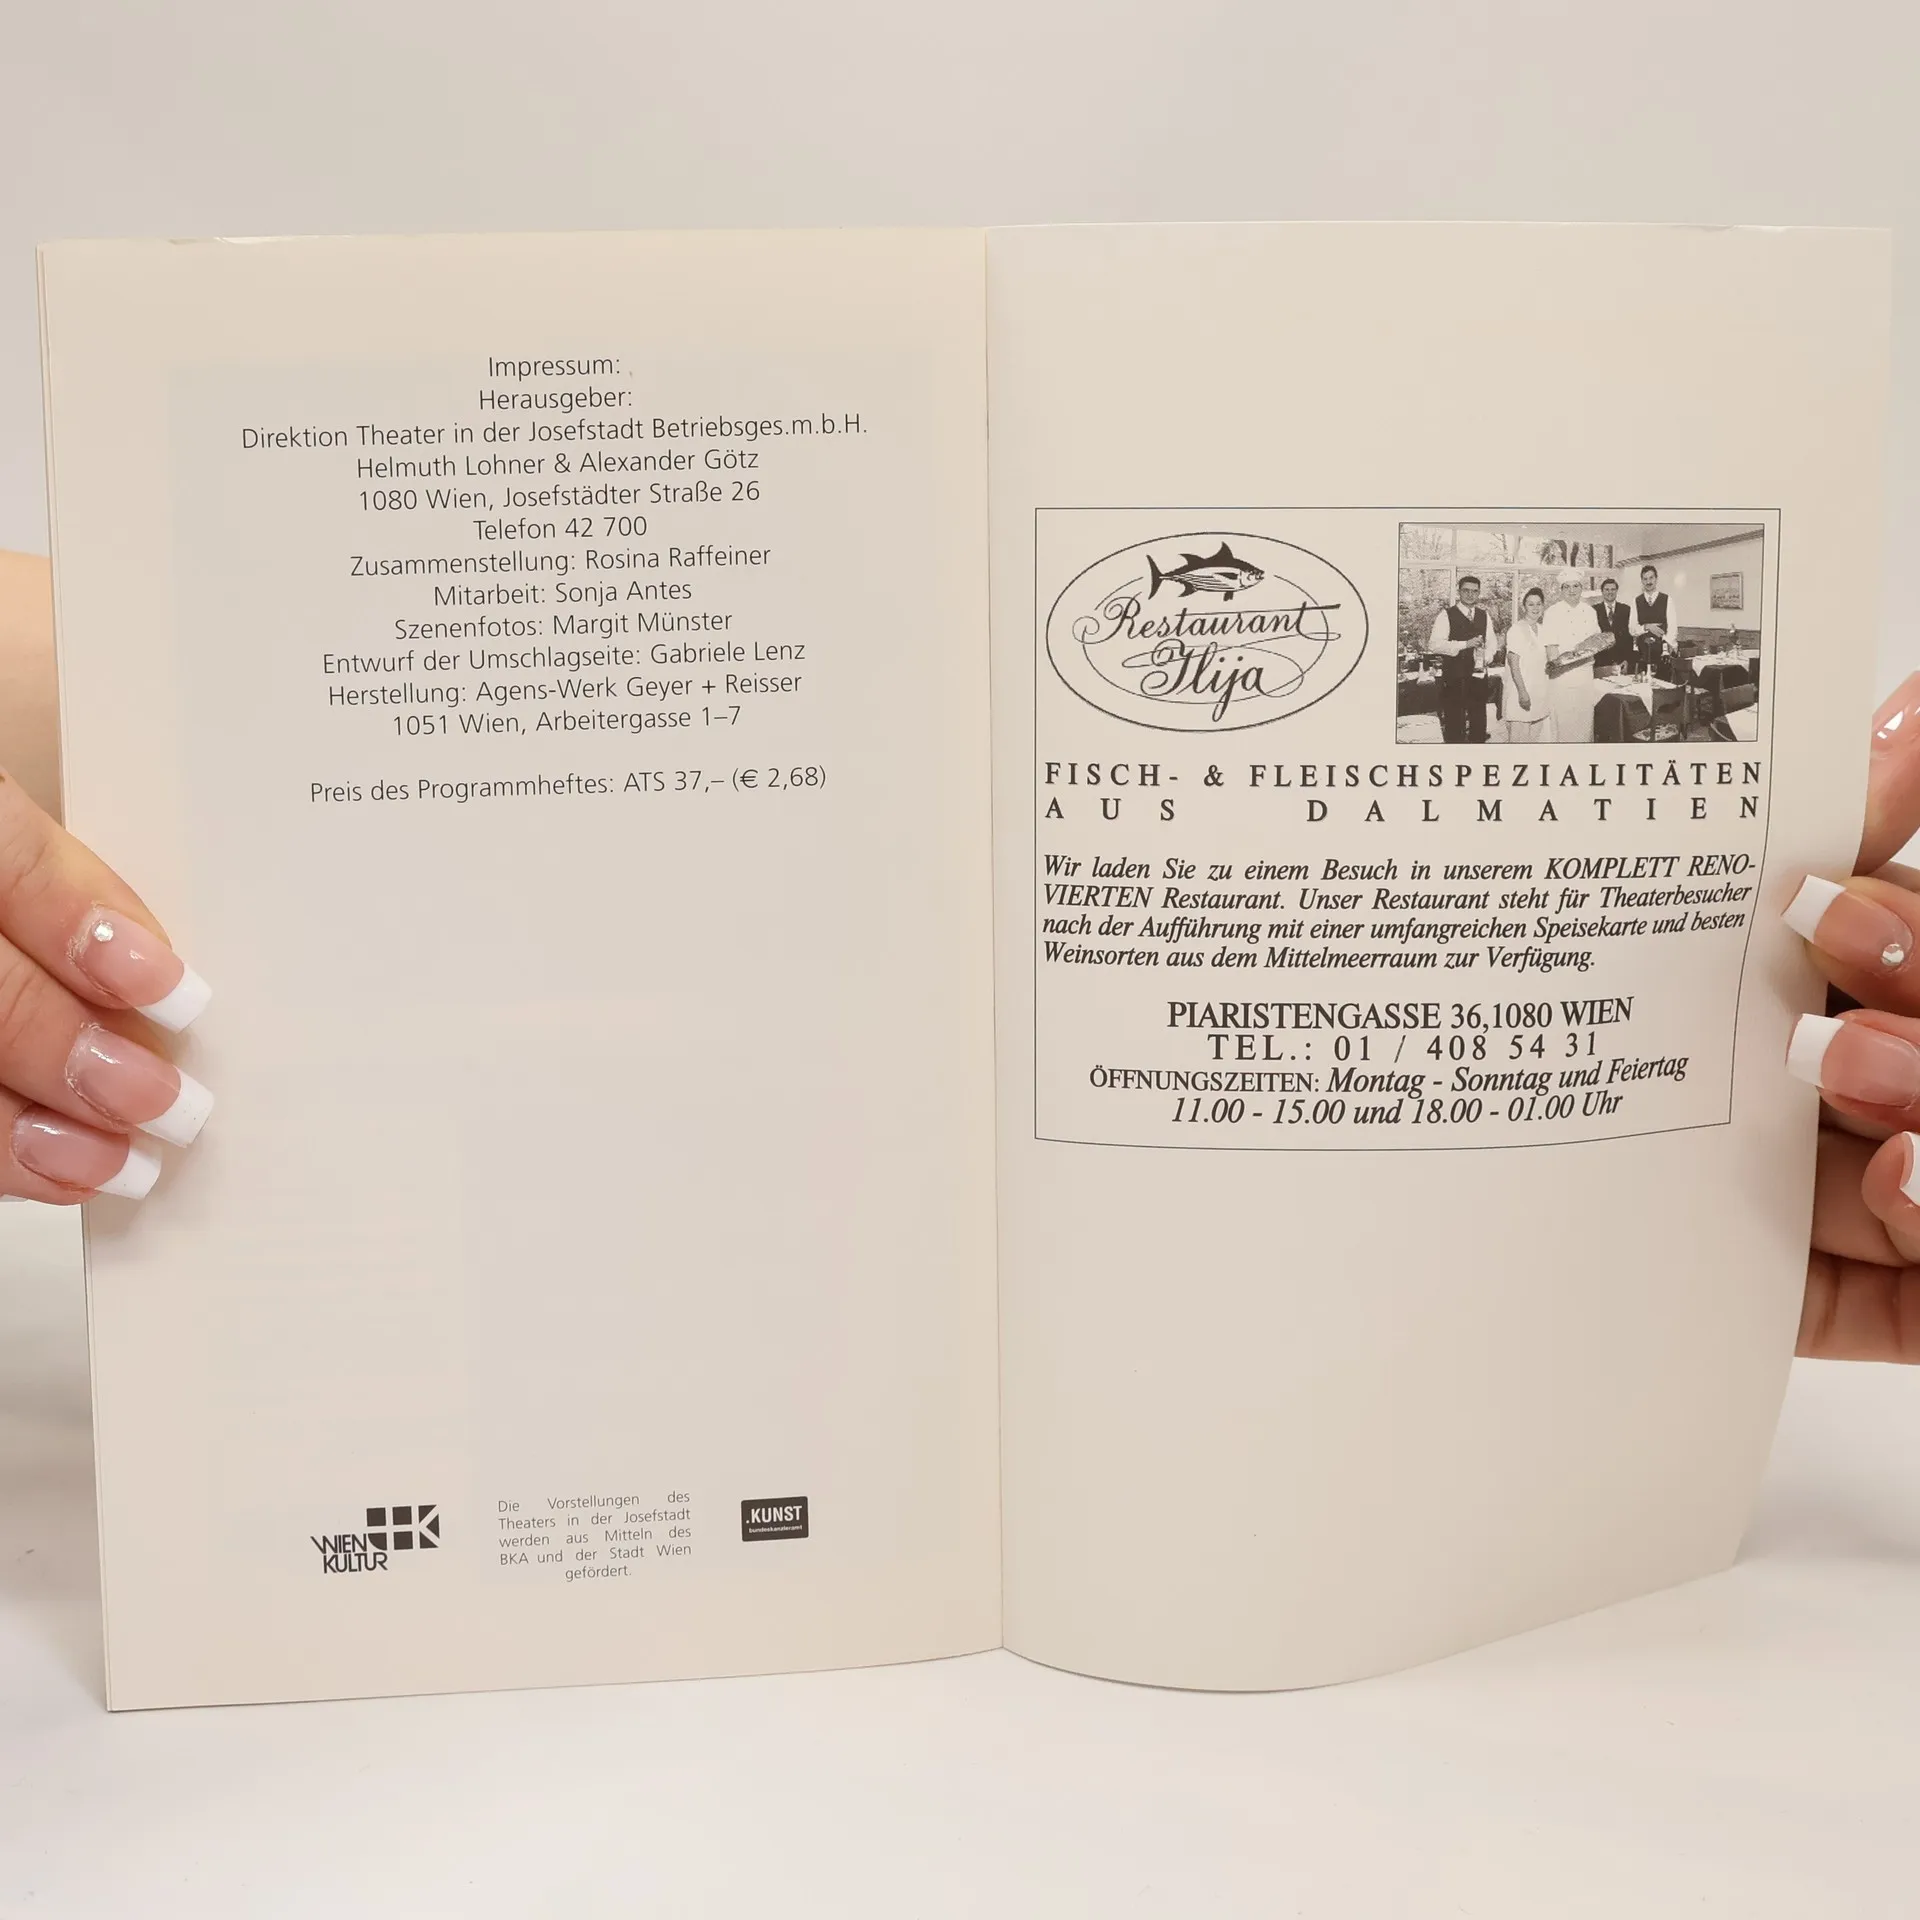 Impressum:
Herausgeber:
Direktion Theater in der Josefstadt Betriebsges.m.b.H.
Helmuth Lohner & Alexander Götz
1080 Wien, Josefstädter Straße 26
Telefon 42 700
Zusammenstellung: Rosina Raffeiner
Mitarbeit: Sonja Antes
Szenenfotos: Margit Münster
Entwurf der Umschlagseite: Gabriele Lenz
Herstellung: Agens-Werk Geyer + Reisser
1051 Wien, Arbeitergasse 1–7
Preis des Programmheftes: ATS 37,– (€ 2,68)
WIEN
KULTUR
Die Vorstellungen des
Theaters in der Josefstadt
werden aus Mitteln des
BKA und der Stadt Wien
gefördert.
.KUNST
bundeskanzleramt
Restaurant
Ilija
FISCH- & FLEISCHSPEZIALITÄTEN
AUS DALMATIEN
Wir laden Sie zu einem Besuch in unserem KOMPLETT RENO-
VIERTEN Restaurant. Unser Restaurant steht für Theaterbesucher
nach der Aufführung mit einer umfangreichen Speisekarte und besten
Weinsorten aus dem Mittelmeerraum zur Verfügung.
PIARISTENGASSE 36,1080 WIEN
TEL.: 01 / 408 54 31
ÖFFNUNGSZEITEN: Montag - Sonntag und Feiertag
11.00 - 15.00 und 18.00 - 01.00 Uhr